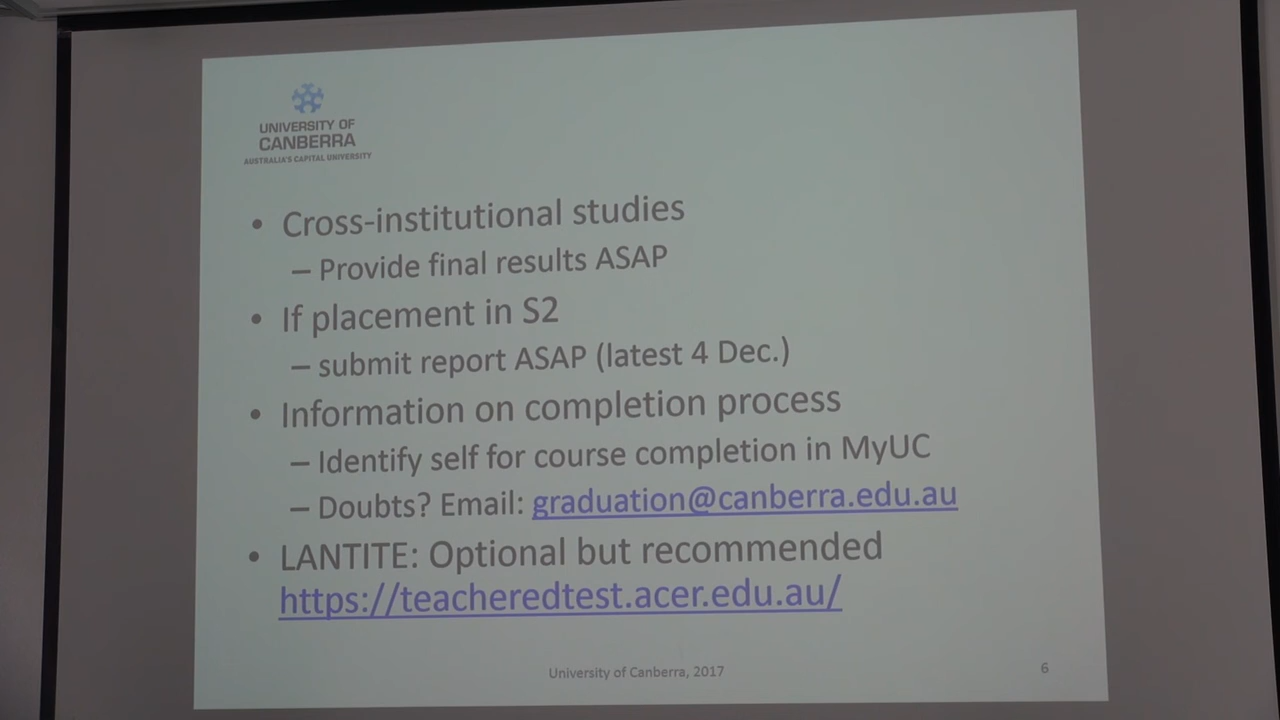 UNIVERSITY OF
CANBERRA
AUSTRALIA'S CAPITAL UNIVERSITY
• Cross-institutional studies
– Provide final results ASAP
• If placement in S2
– submit report ASAP (latest 4 Dec.)
• Information on completion process
– Identify self for course completion in MyUC
– Doubts? Email: graduation@canberra.edu.au
• LANTITE: Optional but recommended
https://teacheredtest.acer.edu.au/
University of Canberra, 2017
6